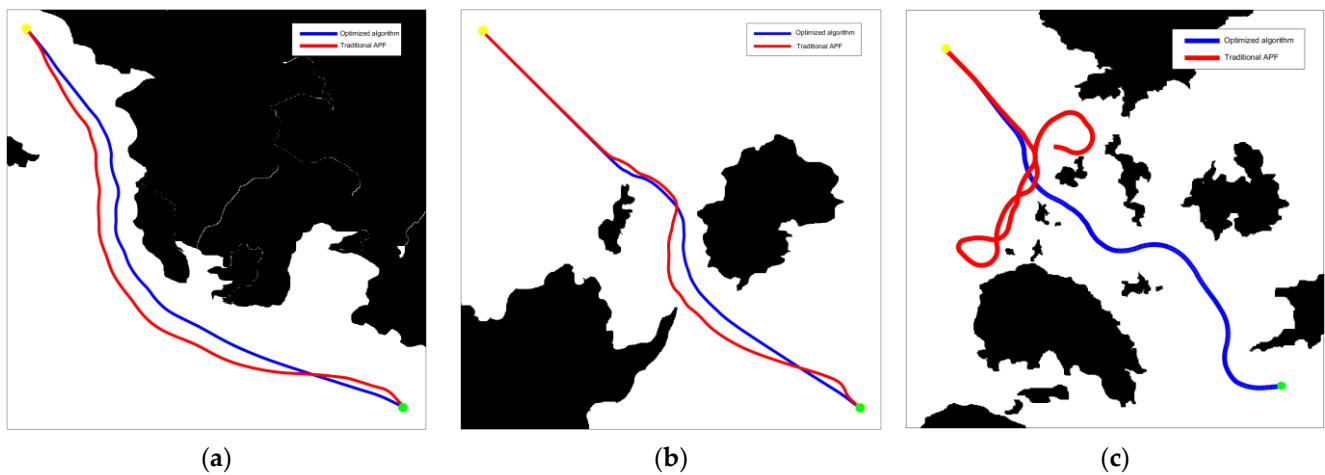 Optimized algorithm
Traditional APF
Optimized algorithm
Traditional APF
Optimized algorithm
Traditional APF
(a)
(b)
(c)